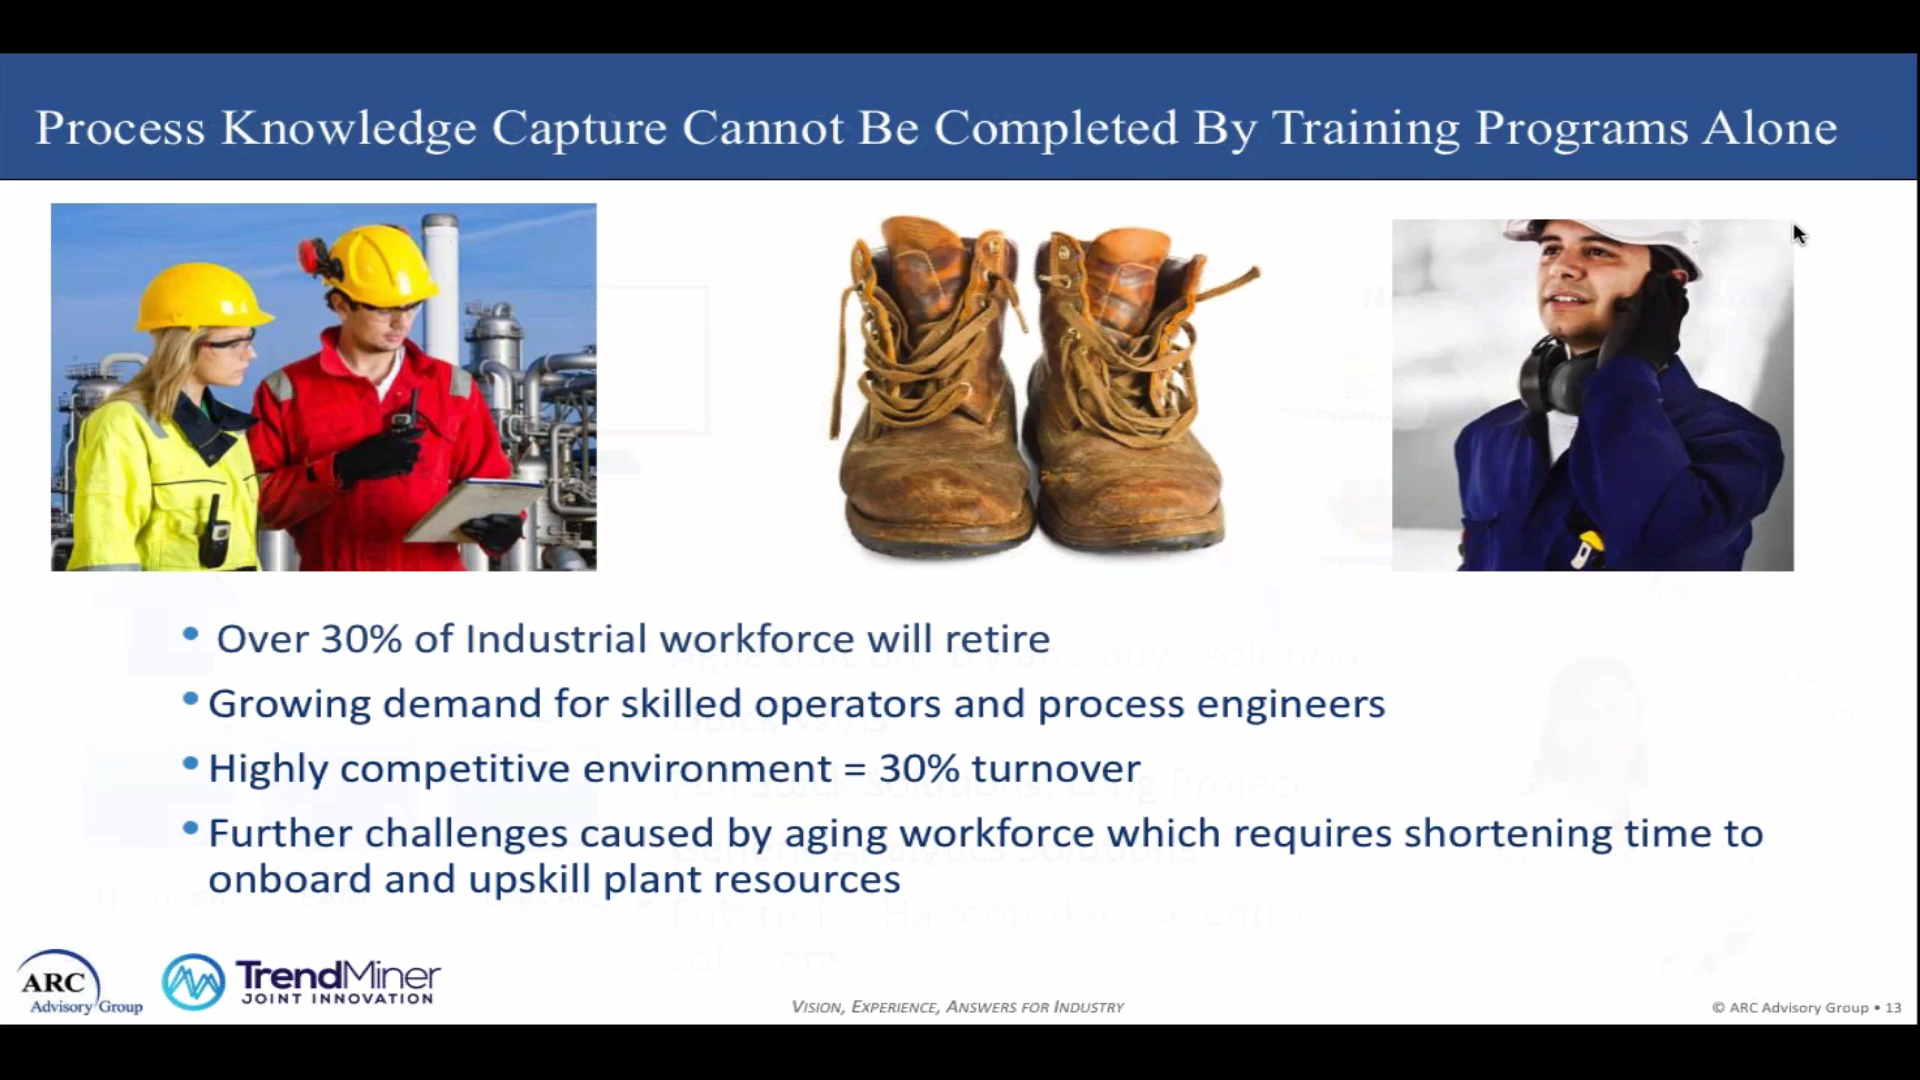 Process Knowledge Capture Cannot Be Completed By Training Programs Alone
• Over 30% of Industrial workforce will retire
• Growing demand for skilled operators and process engineers
• Highly competitive environment = 30% turnover
• Further challenges caused by aging workforce which requires shortening time to
onboard and upskill plant resources
ARC
Advisory Group
TrendMiner
JOINT INNOVATION
VISION, EXPERIENCE, ANSWERS FOR INDUSTRY
© ARC Advisory Group • 13